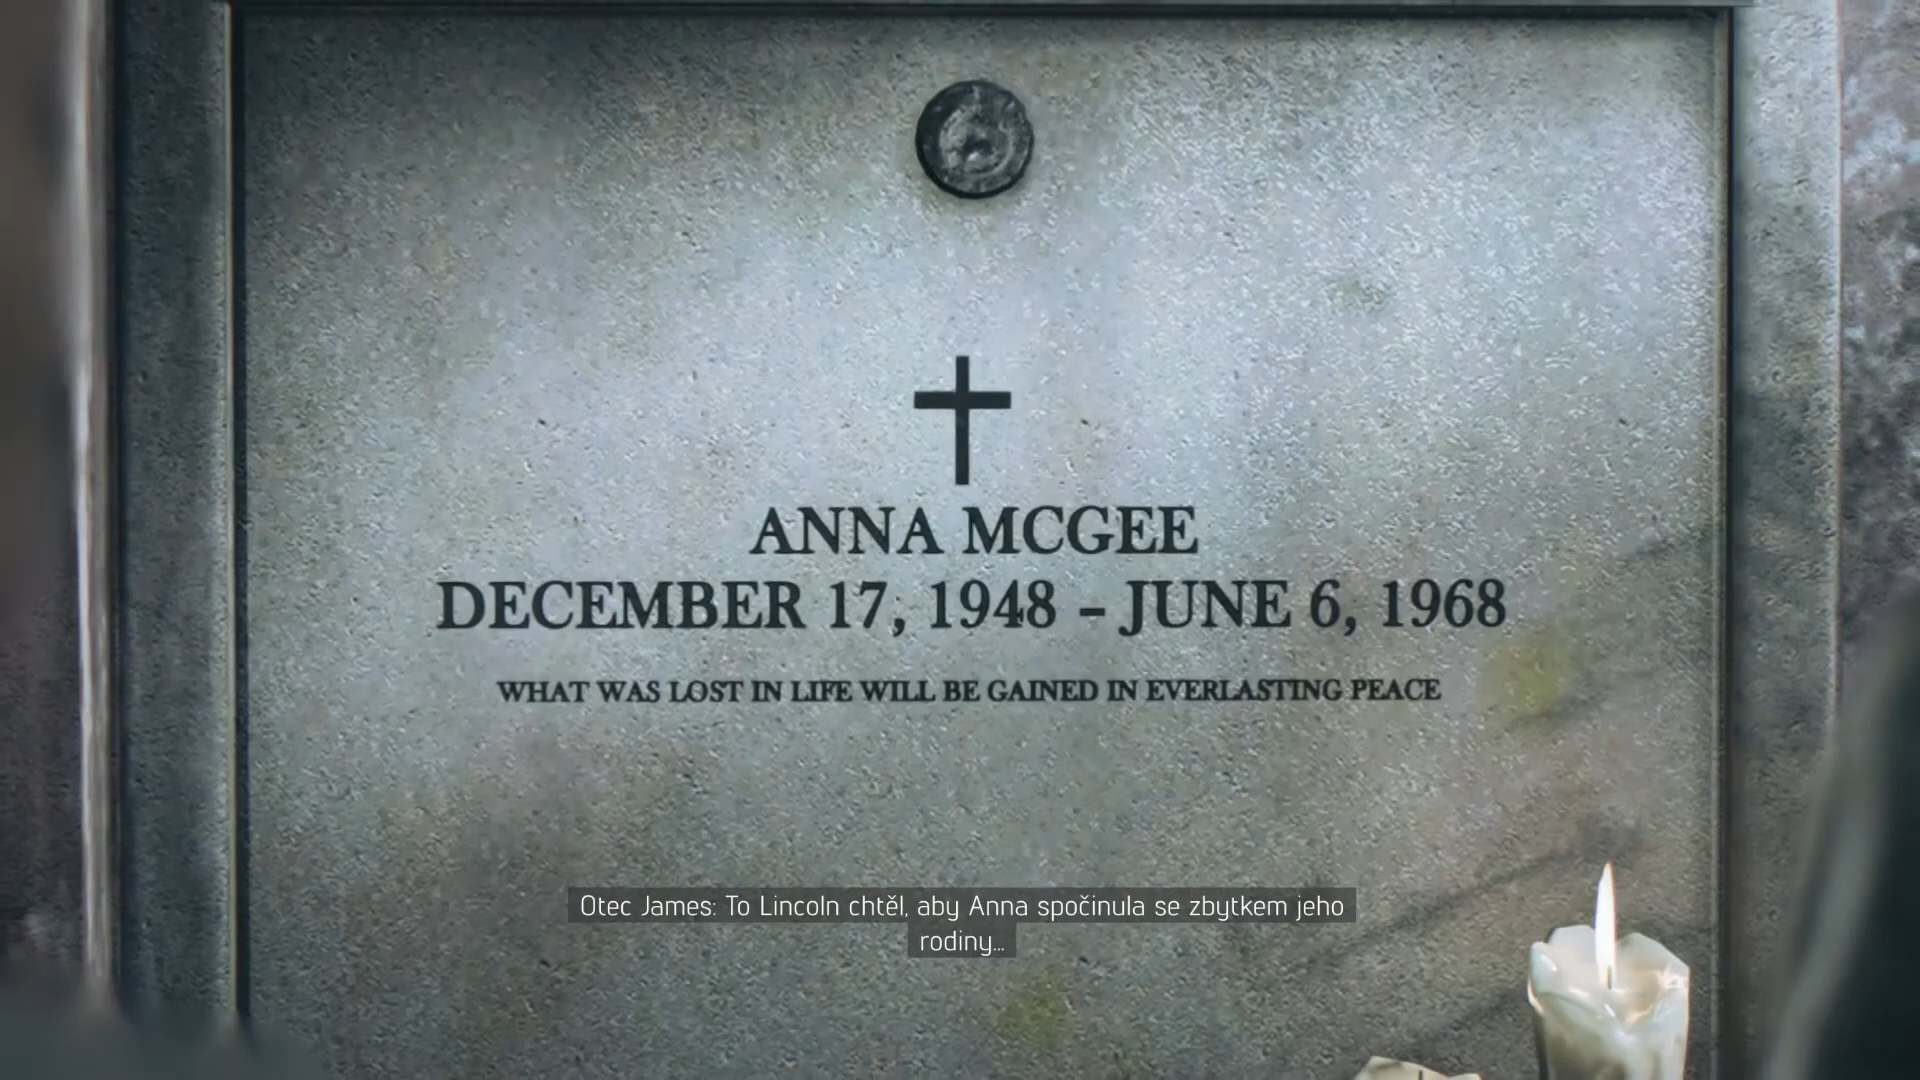 ANNA MCGEE
DECEMBER 17, 1948 – JUNE 6, 1968
WHAT WAS LOST IN LIFE WILL BE GAINED IN EVERLASTING PEACE
Otec James: To Lincoln chtěl, aby Anna spočinula se zbytkem jeho
rodiny...